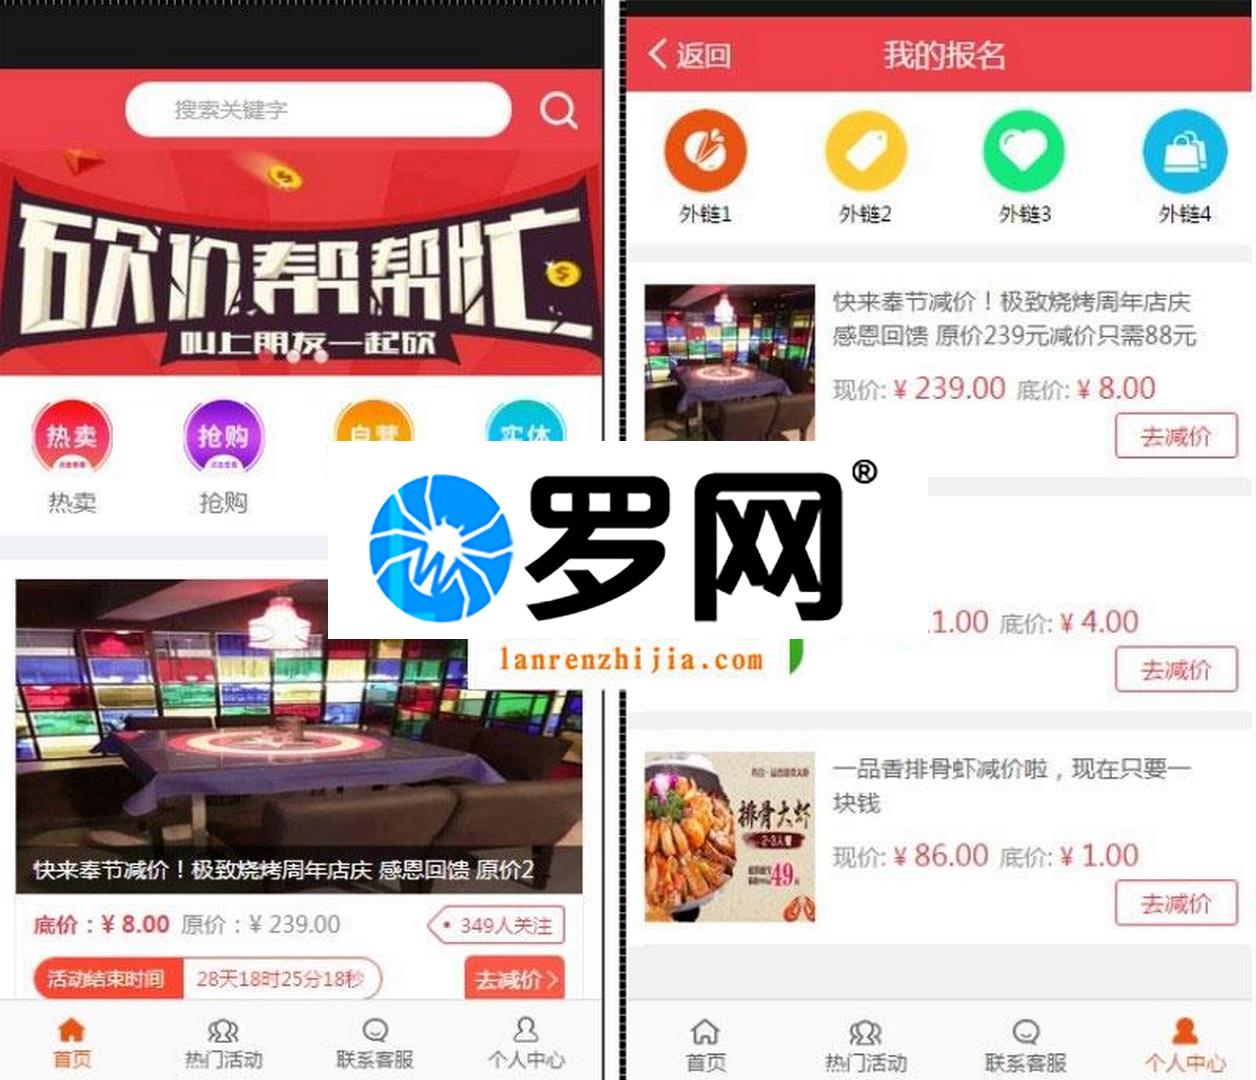 搜索关键字
砍价帮帮忙
叫上朋友一起砍
热卖
抢购
自营
实体
热卖
抢购
快来奉节减价！极致烧烤周年店庆 感恩回馈 原价2
底价：¥ 8.00 原价：¥ 239.00
349人关注
活动结束时间 28天18时25分18秒
去减价
首页
热门活动
联系客服
个人中心
罗网®
lanrenzhijia.com
返回
我的报名
外链1
外链2
外链3
外链4
快来奉节减价！极致烧烤周年店庆
感恩回馈 原价239元减价只需88元
现价: ¥ 239.00 底价: ¥ 8.00
去减价
1.00 底价: ¥ 4.00
去减价
一品香排骨虾减价啦，现在只要一
块钱
排骨大虾
2-3人餐
49
现价: ¥ 86.00 底价: ¥ 1.00
去减价
首页
热门活动
联系客服
个人中心